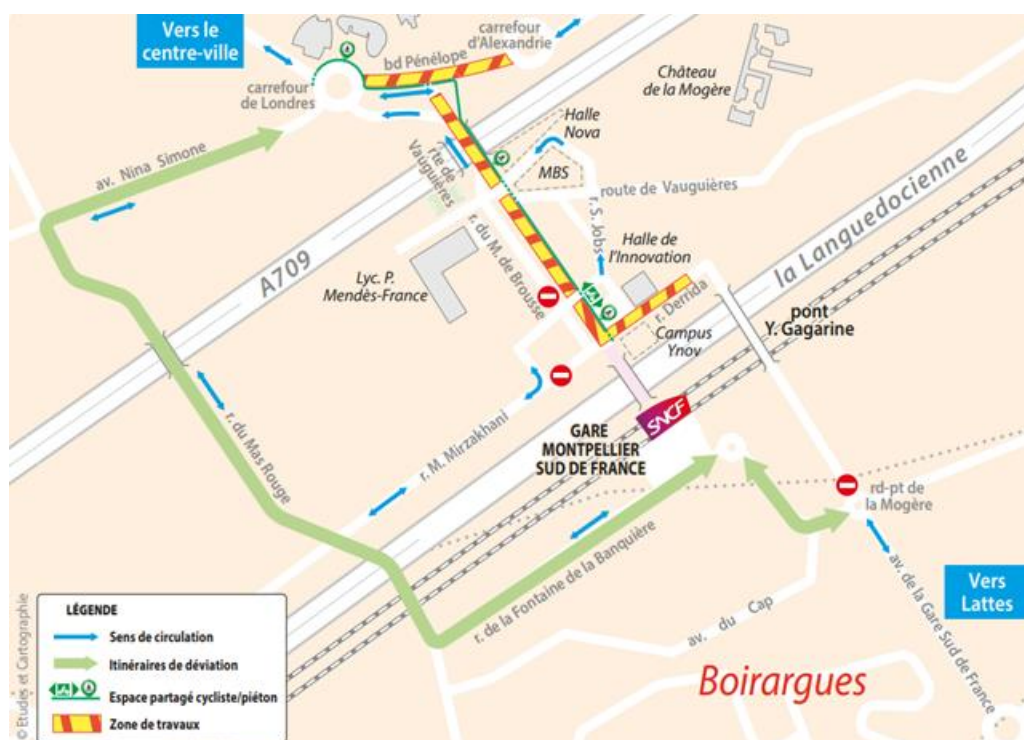 Vers le
centre-ville
carrefour
d'Alexandrie
bd Pénélope
carrefour
de Londres
Château
de la Mogère
Halle
Nova
MBS
av. Nina Simone
rte de
Vauguières
route de Vauguières
la Languedocienne
A709
r. S. Jobs
r. du M. de Brousse
Halle de
l'Innovation
Lyc. P.
Mendès-France
r. Derrida
pont
Y. Gagarine
Campus
Ynov
SNCF
GARE
MONTPELLIER
SUD DE FRANCE
r. M. Mirzakhani
r. du Mas Rouge
rd-pt de
la Mogère
r. de la Fontaine de la Banquière
av. de la Gare Sud de France
Vers
Lattes
av. du Cap
Boirargues
LÉGENDE
Sens de circulation
Itinéraires de déviation
Espace partagé cycliste/piéton
Zone de travaux
© Etudes et Cartographie